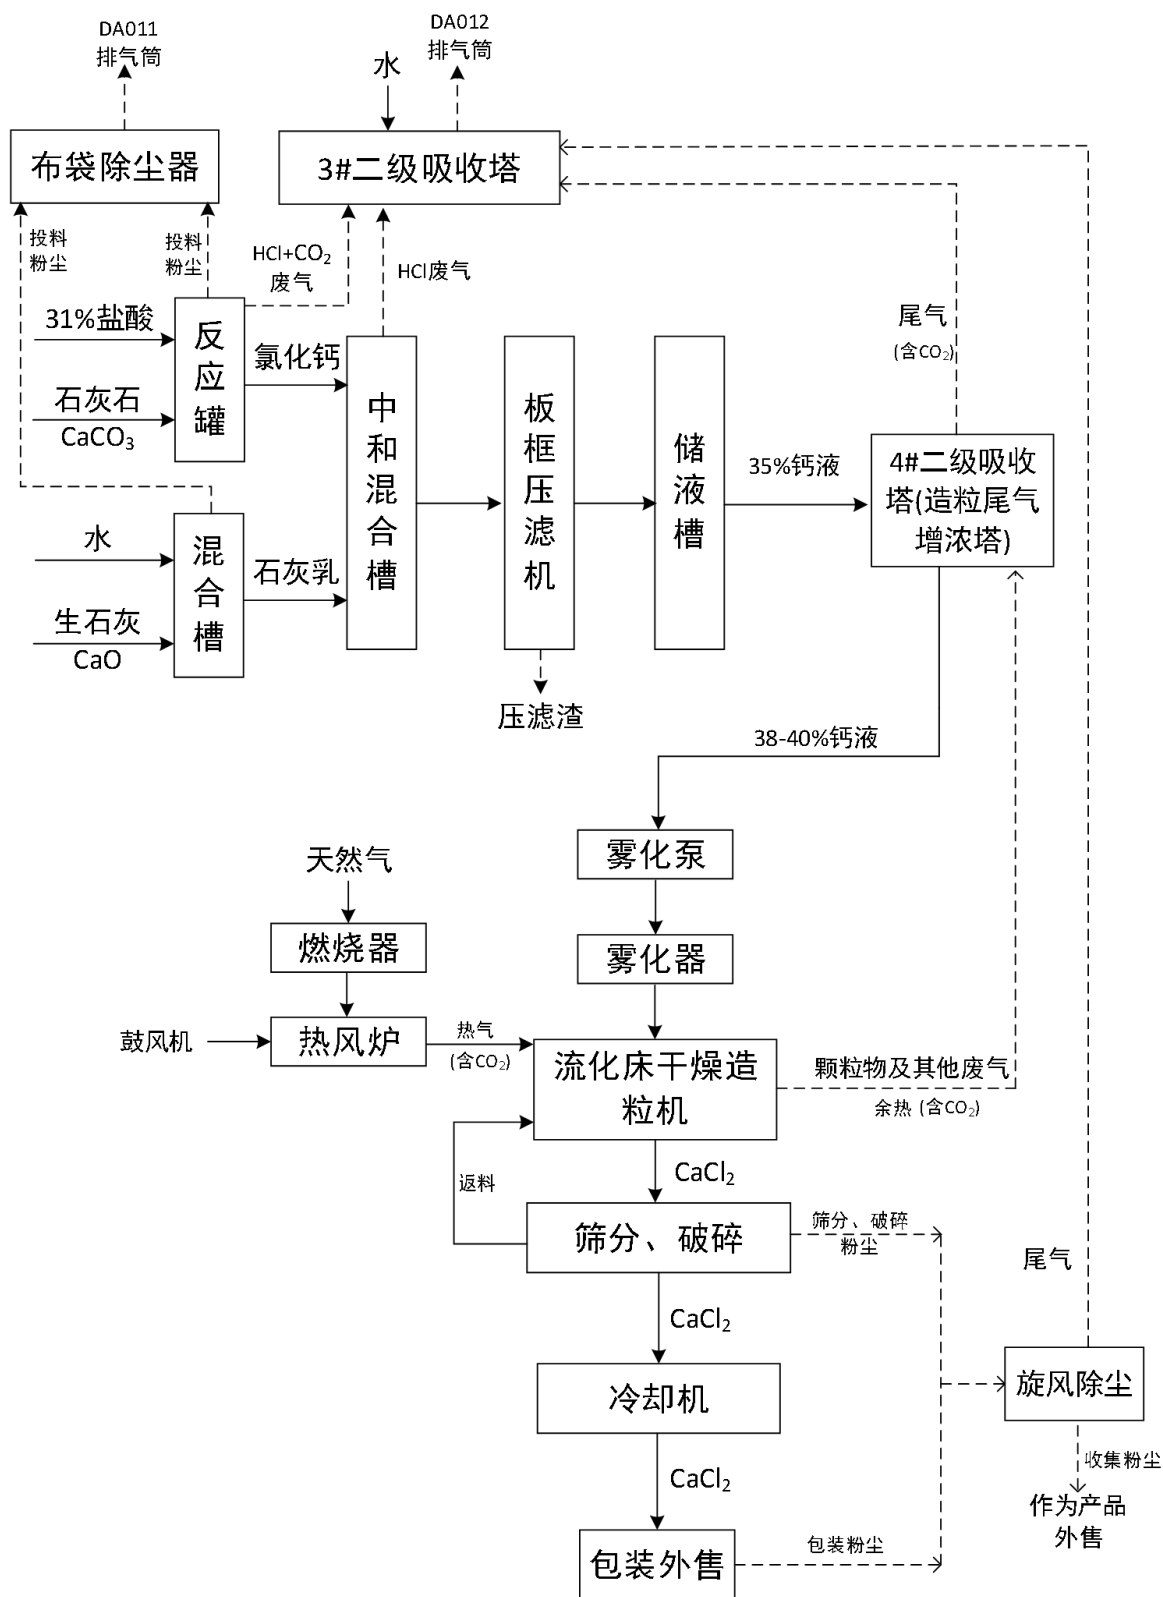 DA011
排气筒
DA012
排气筒
水
布袋除尘器
3#二级吸收塔
投料
粉尘
投料
粉尘
HCl+CO₂
废气
HCl废气
31%盐酸
石灰石
CaCO₃
反应罐
氯化钙
水
生石灰
CaO
混合槽
石灰乳
中和混合槽
板框压滤机
压滤渣
储液槽
35%钙液
尾气
(含CO₂)
4#二级吸收
塔(造粒尾气
增浓塔)
38-40%钙液
雾化泵
雾化器
天然气
燃烧器
鼓风机
热风炉
热气
(含CO₂)
流化床干燥造
粒机
颗粒物及其他废气
余热 (含CO₂)
返料
CaCl₂
筛分、破碎
筛分、破碎
粉尘
CaCl₂
尾气
冷却机
旋风除尘
CaCl₂
收集粉尘
作为产品
外售
包装外售
包装粉尘